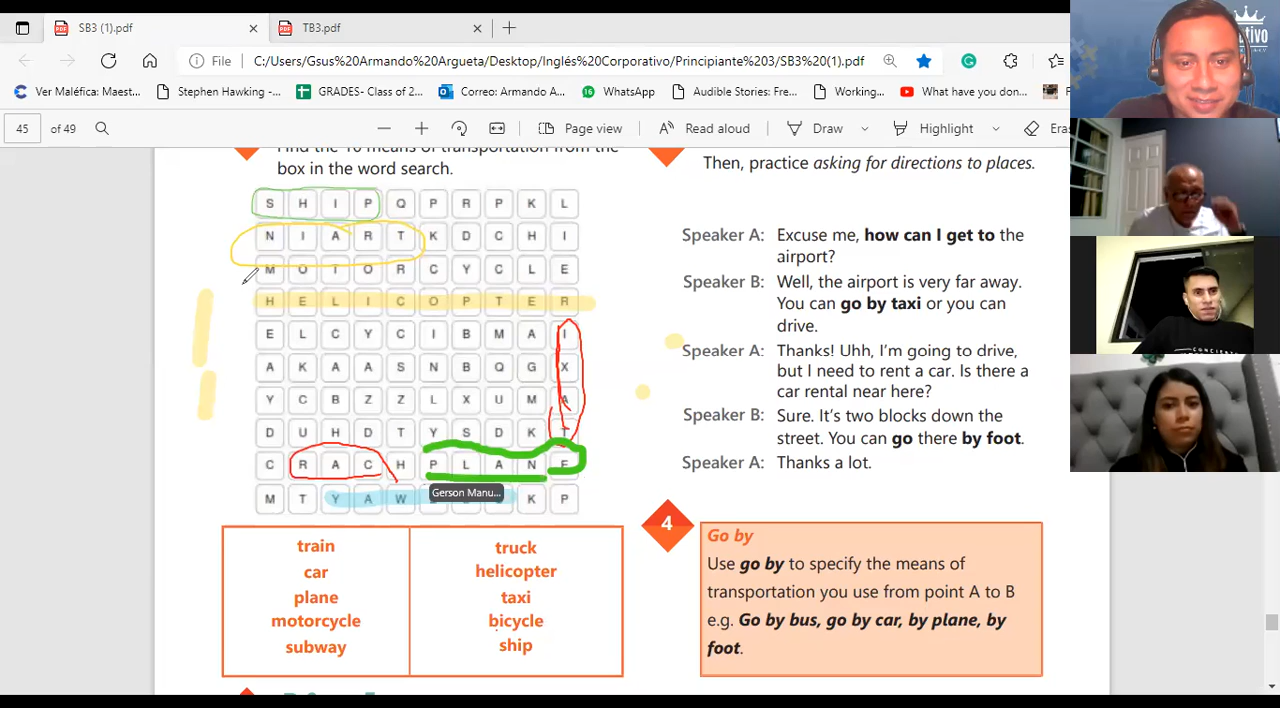 SB3 (1).pdf
TB3.pdf
File
C:/Users/Gsus%20Armando%20Argueta/Desktop/Ingles%20Corporativo/Principiante%203/SB3%20(1).pdf
Ver Maléfica: Maest...
Stephen Hawking -...
GRADES- Class of 2...
Correo: Armando A...
WhatsApp
Audible Stories: Fre...
Working...
What have you don...
45 of 49
Page view
Read aloud
Draw
Highlight
Era
Find the 10 means of transportation from the
box in the word search.
S H I P Q P R P K L
N I A R T K D C H I
M O T O R C Y C L E
H E L I C O P T E R
E L C Y C I B M A I
A K A A S N B Q G X
Y C B Z Z L X U M A
D U H D T Y S D K T
C R A C H P L A N E
M T Y A W K P
Gerson Manu...
train
car
plane
motorcycle
subway
truck
helicopter
taxi
bicycle
ship
Then, practice asking for directions to places.
Speaker A: Excuse me, how can I get to the
airport?
Speaker B: Well, the airport is very far away.
You can go by taxi or you can
drive.
Speaker A: Thanks! Uhh, I'm going to drive,
but I need to rent a car. Is there a
car rental near here?
Speaker B: Sure. It's two blocks down the
street. You can go there by foot.
Speaker A: Thanks a lot.
4
Go by
Use go by to specify the means of
transportation you use from point A to B
e.g. Go by bus, go by car, by plane, by
foot.